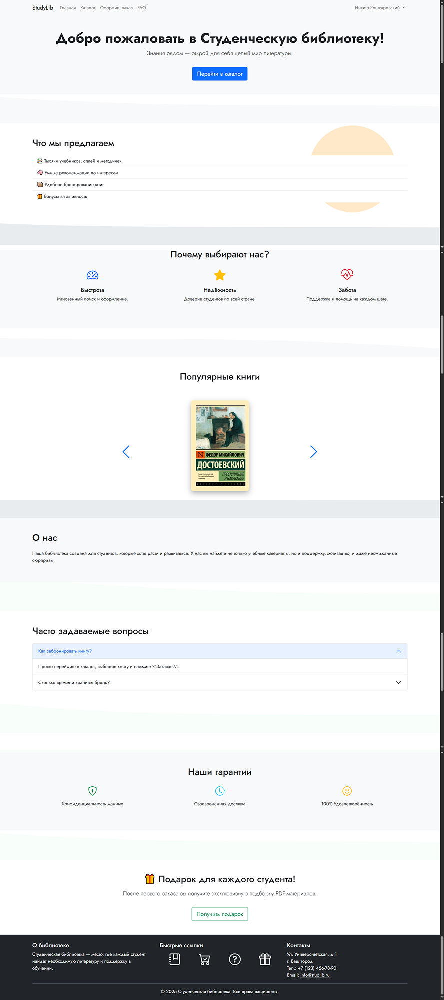 StudyLib Главная Каталог Оформить заказ FAQ Никита Кошкаровский
Добро пожаловать в Студенческую библиотеку!
Знания рядом — открой для себя целый мир литературы.
Перейти в каталог
Что мы предлагаем
Тысячи учебников, статей и методичек
Умные рекомендации по интересам
Удобное бронирование книг
Бонусы за активность
Почему выбирают нас?
Быстрота
Мгновенный поиск и оформление.
Надёжность
Доверие студентов по всей стране.
Забота
Поддержка и помощь на каждом шаге.
Популярные книги
ФЕДОР МИХАЙЛОВИЧ
ДОСТОЕВСКИЙ
ПРЕСТУПЛЕНИЕ
И НАКАЗАНИЕ
О нас
Наша библиотека создана для студентов, которые хотят расти и развиваться. У нас вы найдёте не только учебные материалы, но и поддержку, мотивацию, и даже неожиданные
сюрпризы.
Часто задаваемые вопросы
Как забронировать книгу?
Просто перейдите в каталог, выберите книгу и нажмите \"Заказать\".
Сколько времени хранится бронь?
Наши гарантии
Конфиденциальность данных
Своевременная доставка
100% Удовлетворённость
Подарок для каждого студента!
После первого заказа вы получите эксклюзивную подборку PDF-материалов.
Получить подарок
О библиотеке
Студенческая библиотека — место, где каждый студент
найдёт необходимую литературу и поддержку в
обучении.
Быстрые ссылки
Контакты
Ул. Университетская, д.1
г. Ваш город
Тел.: +7 (123) 456-78-90
Email: info@studlib.ru
© 2025 Студенческая библиотека. Все права защищены.